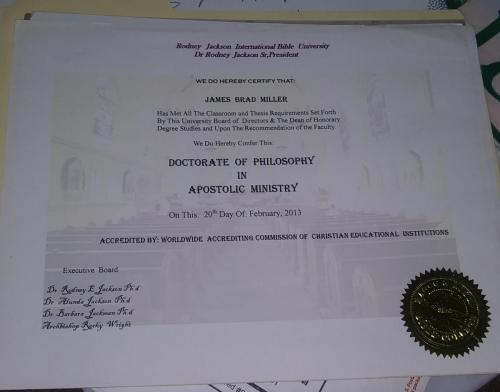 Rodney Jackson International Bible University
Dr Rodney Jackson Sr,President
WE DO HEREBY CERTIFY THAT:
JAMES BRAD MILLER
Has Met All The Classroom and Thesis Requirements Set Forth
By This University Board of Directors & The Dean of Honorary
Degree Studies and Upon The Recommendation of the Faculty.
We Do Hereby Confer This:
DOCTORATE OF PHILOSOPHY
IN
APOSTOLIC MINISTRY
On This: 20th Day Of: February, 2013
ACCREDITED BY: WORLDWIDE ACCREDITING COMMISSION OF CHRISTIAN EDUCATIONAL INSTITUTIONS
Executive Board
Dr Rodney E Jackson Ph.d
Dr Alunda Jackson Ph.d
Dr Barbara Jackman Ph.d
Archbishop Rocky Wright